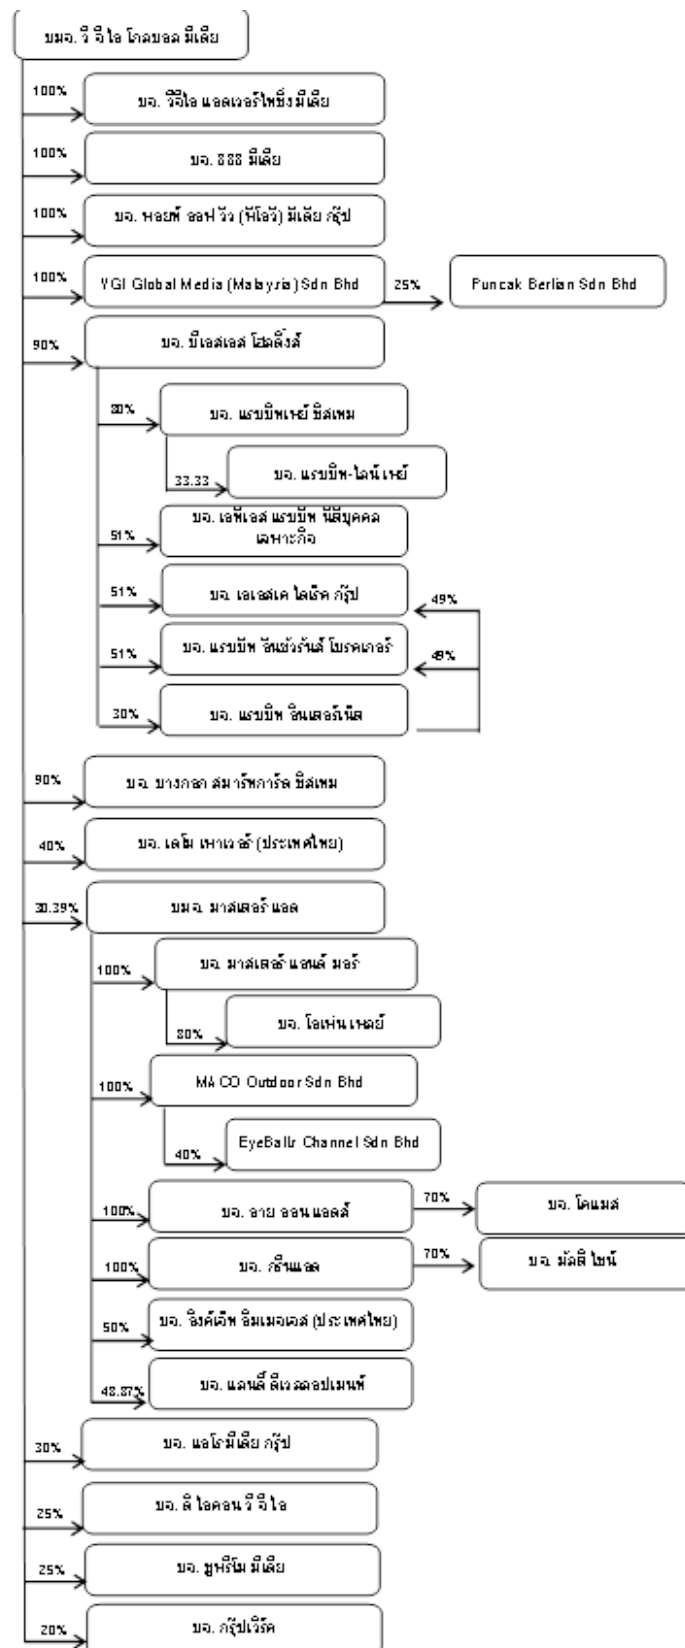 บมจ. วี จี ไอ โกลบอล มีเดีย
100%
บจ. วีจีไอ แอดเวอร์ไทซิ่ง มีเดีย
100%
บจ. 888 มีเดีย
100%
บจ. พอยท์ ออฟ วิว (พีโอวี) มีเดีย กรุ๊ป
100%
VGI Global Media (Malaysia) Sdn Bhd
25%
Puncak Berlian Sdn Bhd
90%
บจ. บีเอสเอส โฮลดิ้งส์
80%
บจ. แรบบิทเพย์ ซิสเทม
33.33
บจ. แรบบิท-ไลน์ เพย์
51%
บจ. เอทีเอส แรบบิท นิติบุคคล
เฉพาะกิจ
51%
บจ. เอเอสเค ไดเร็ค กรุ๊ป
49%
51%
บจ. แรบบิท อินชัวรันส์ โบรคเกอร์
49%
30%
บจ. แรบบิท อินเตอร์เน็ต
90%
บจ. บางกอก สมาร์ทการ์ด ซิสเทม
40%
บจ. เดโม เพาเวอร์ (ประเทศไทย)
30.39%
บมจ. มาสเตอร์ แอด
100%
บจ. มาสเตอร์ แอนด์ มอร์
80%
บจ. โอเพ่น เพลย์
100%
MACO Outdoor Sdn Bhd
40%
EyeBalls Channel Sdn Bhd
100%
บจ. อาย ออน แอดส์
70%
บจ. โคแมส
100%
บจ. กรีนแอด
70%
บจ. มัลติ ไซน์
50%
บจ. อิงค์เจ็ท อิมเมจเอส (ประเทศไทย)
48.87%
บจ. แลนดี้ ดีเวลลอปเมนท์
30%
บจ. แอโรมีเดีย กรุ๊ป
25%
บจ. ดิ ไอคอน วี จี ไอ
25%
บจ. ซูพรีโม มีเดีย
20%
บจ. กรุ๊ปเวิร์ค